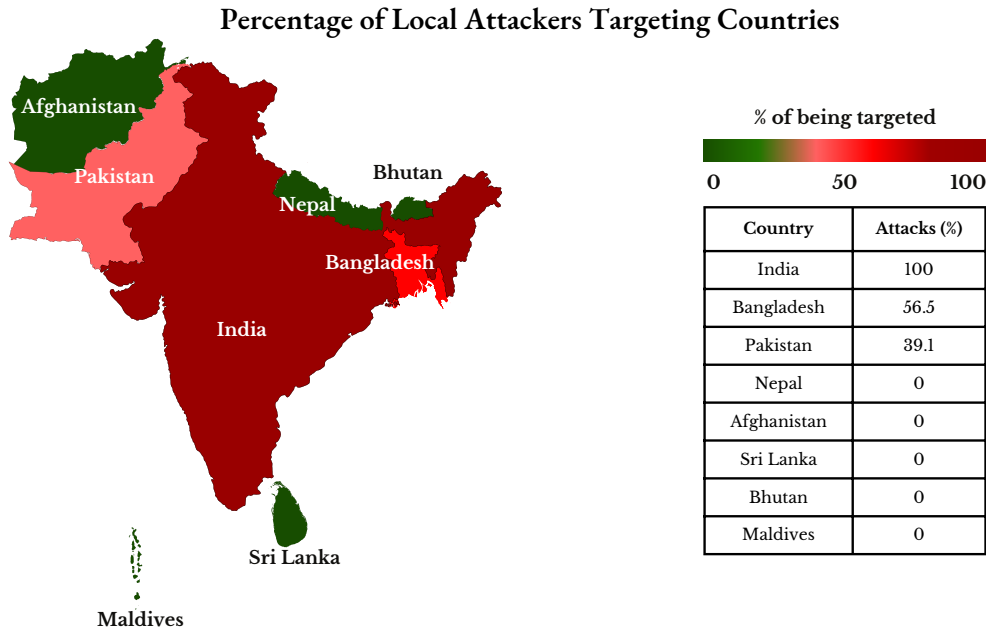 Percentage of Local Attackers Targeting Countries
Afghanistan
Pakistan
Nepal
Bhutan
Bangladesh
India
Sri Lanka
Maldives
% of being targeted
0 50 100
Country Attacks (%)
India 100
Bangladesh 56.5
Pakistan 39.1
Nepal 0
Afghanistan 0
Sri Lanka 0
Bhutan 0
Maldives 0